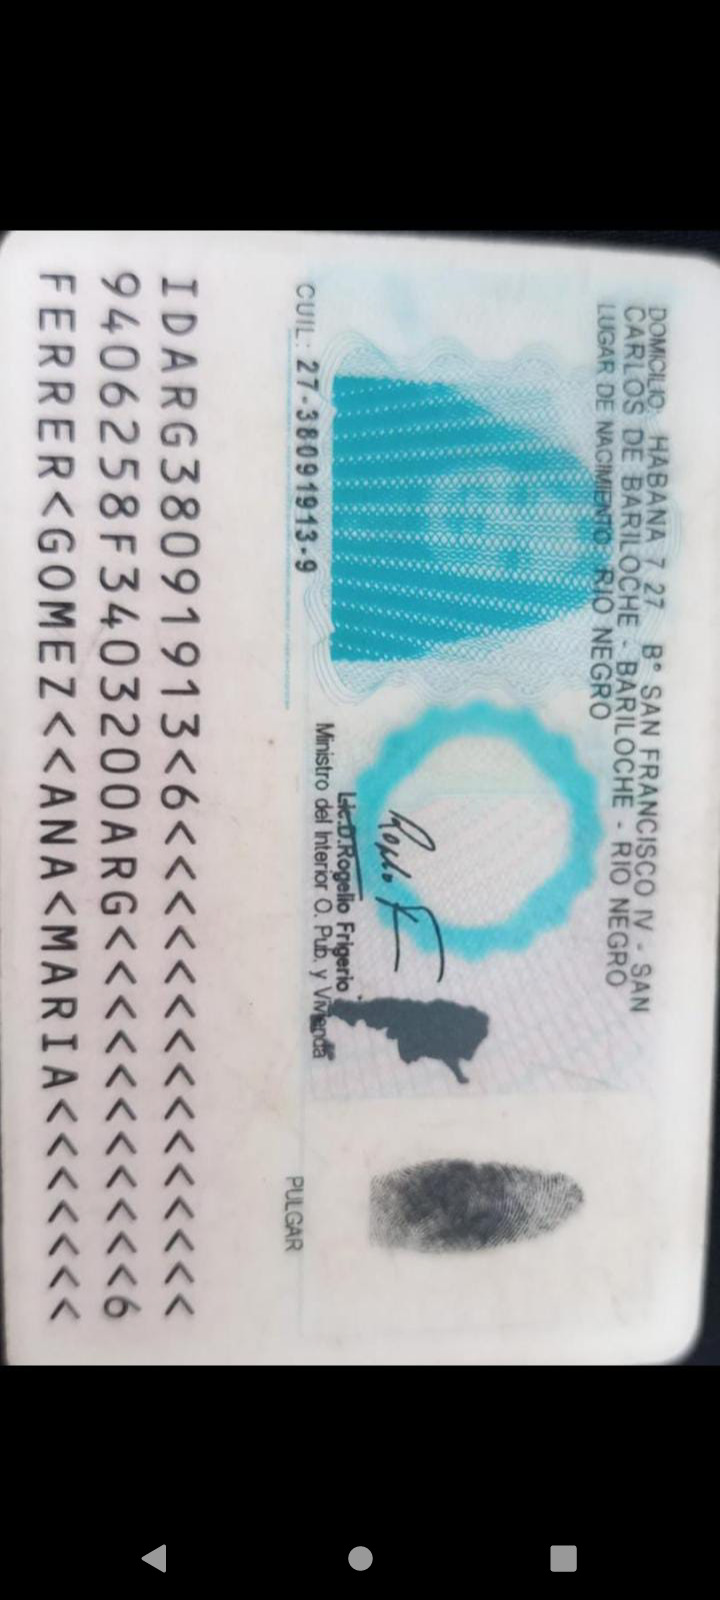 DOMICILIO: HABANA 7 27 Bº SAN FRANCISCO IV - SAN
CARLOS DE BARILOCHE - BARILOCHE - RIO NEGRO
LUGAR DE NACIMIENTO: RIO NEGRO
Lic.D.Rogelio Frigerio
Ministro del Interior O. Pub. y Vivienda
CUIL: 27-38091913-9
PULGAR
IDARG38091913<6<<<<<<<<<<<<<<<
9406258F3403200ARG<<<<<<<<<<<6
FERRER<GOMEZ<<ANA<MARIA<<<<<<<